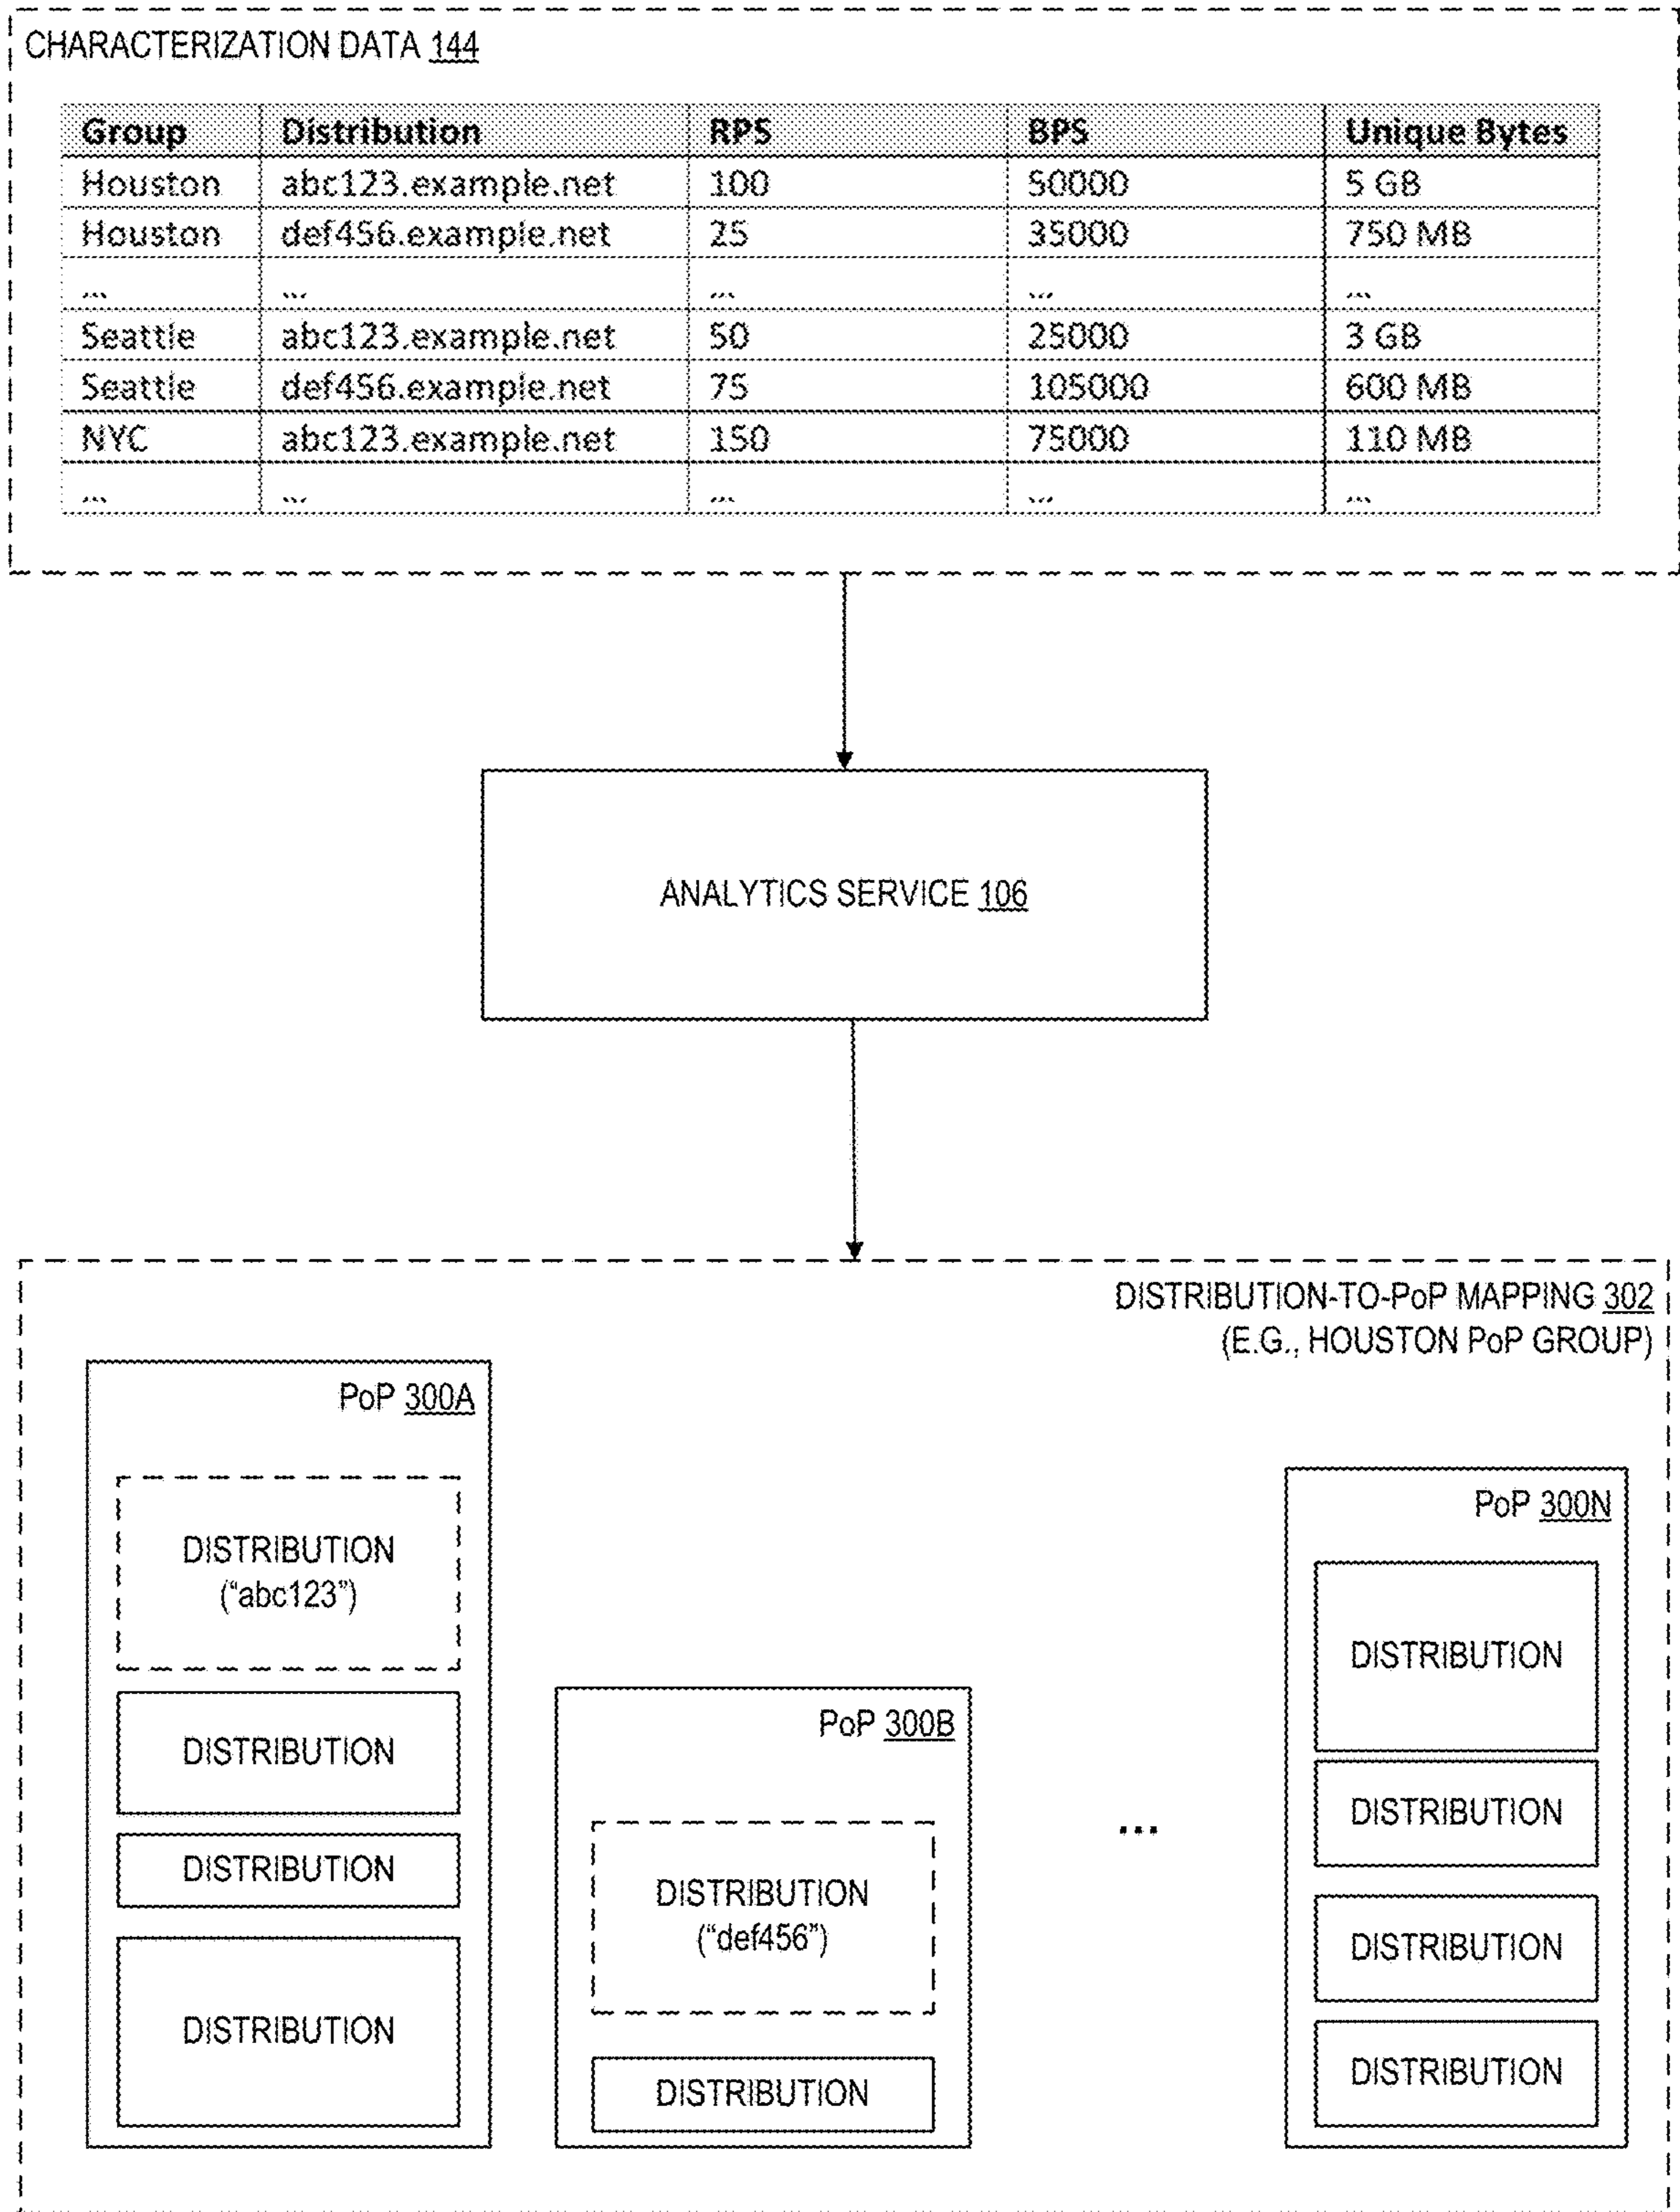 CHARACTERIZATION DATA 144
Group Distribution RPS BPS Unique Bytes
Houston abc123.example.net 100 50000 5 GB
Houston def456.example.net 25 35000 750 MB
... ... ... ... ...
Seattle abc123.example.net 50 25000 3 GB
Seattle def456.example.net 75 105000 600 MB
NYC abc123.example.net 150 75000 110 MB
... ... ... ... ...
ANALYTICS SERVICE 106
DISTRIBUTION-TO-PoP MAPPING 302
(E.G., HOUSTON PoP GROUP)
PoP 300A
DISTRIBUTION
("abc123")
DISTRIBUTION
DISTRIBUTION
DISTRIBUTION
PoP 300B
DISTRIBUTION
("def456")
DISTRIBUTION
...
PoP 300N
DISTRIBUTION
DISTRIBUTION
DISTRIBUTION
DISTRIBUTION